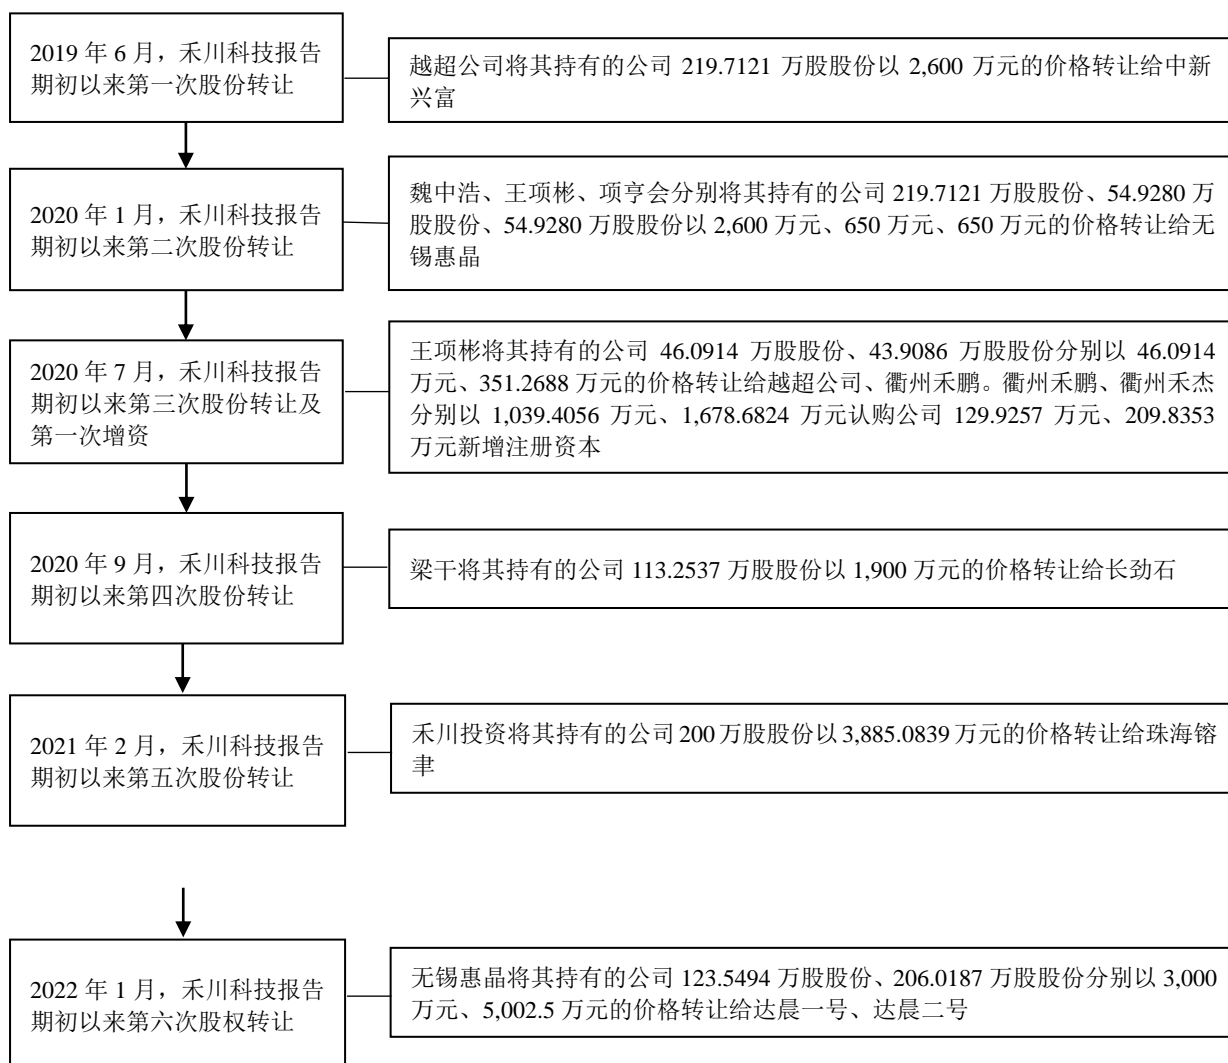 2019 年 6 月，禾川科技报告
期初以来第一次股份转让
越超公司将其持有的公司 219.7121 万股股份以 2,600 万元的价格转让给中新
兴富
2020 年 1 月，禾川科技报告
期初以来第二次股份转让
魏中浩、王项彬、项亨会分别将其持有的公司 219.7121 万股股份、54.9280 万
股股份、54.9280 万股股份以 2,600 万元、650 万元、650 万元的价格转让给无
锡惠晶
2020 年 7 月，禾川科技报告
期初以来第三次股份转让及
第一次增资
王项彬将其持有的公司 46.0914 万股股份、43.9086 万股股份分别以 46.0914
万元、351.2688 万元的价格转让给越超公司、衢州禾鹏。衢州禾鹏、衢州禾杰
分别以 1,039.4056 万元、1,678.6824 万元认购公司 129.9257 万元、209.8353
万元新增注册资本
2020 年 9 月，禾川科技报告
期初以来第四次股份转让
梁干将其持有的公司 113.2537 万股股份以 1,900 万元的价格转让给长劲石
2021 年 2 月，禾川科技报告
期初以来第五次股份转让
禾川投资将其持有的公司 200 万股股份以 3,885.0839 万元的价格转让给珠海镕
聿
2022 年 1 月，禾川科技报告
期初以来第六次股权转让
无锡惠晶将其持有的公司 123.5494 万股股份、206.0187 万股股份分别以 3,000
万元、5,002.5 万元的价格转让给达晨一号、达晨二号